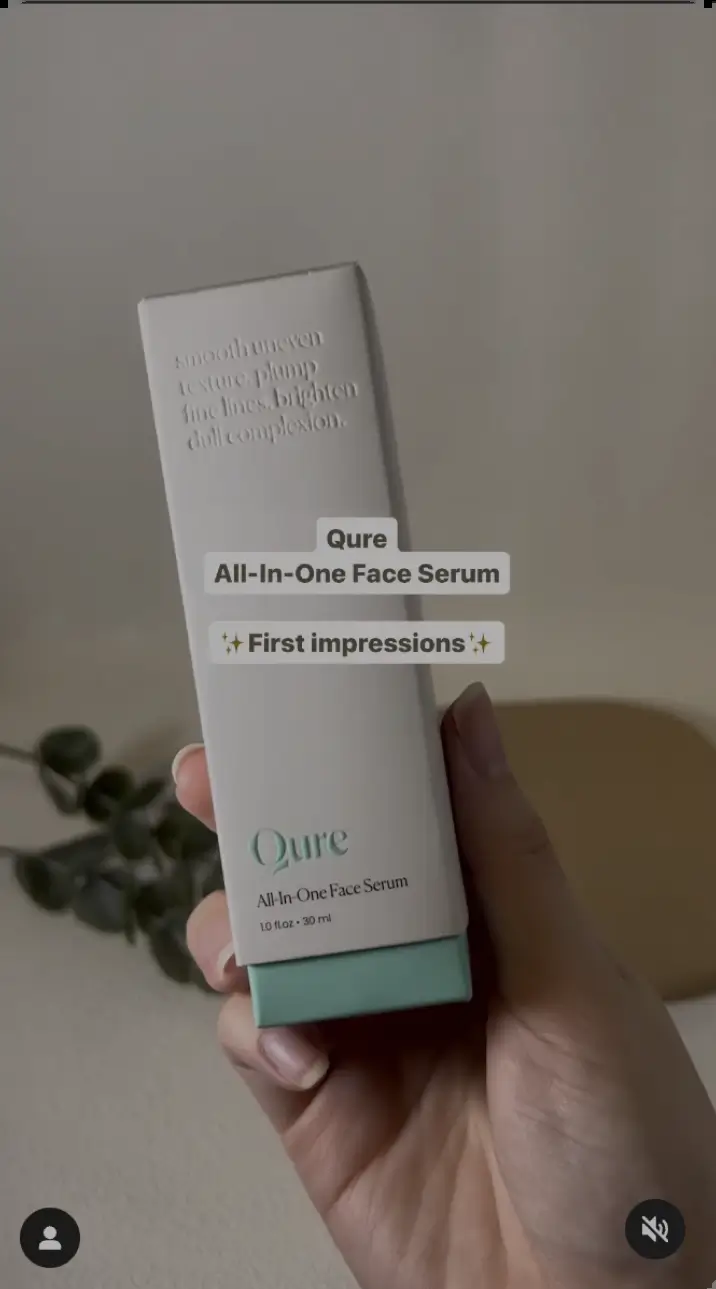 smooth uneven
texture, plump
fine lines, brighten
dull complexion.
Qure
All-In-One Face Serum
✨First impressions✨
Qure
All-In-One Face Serum
1.0 fl.oz • 30 ml